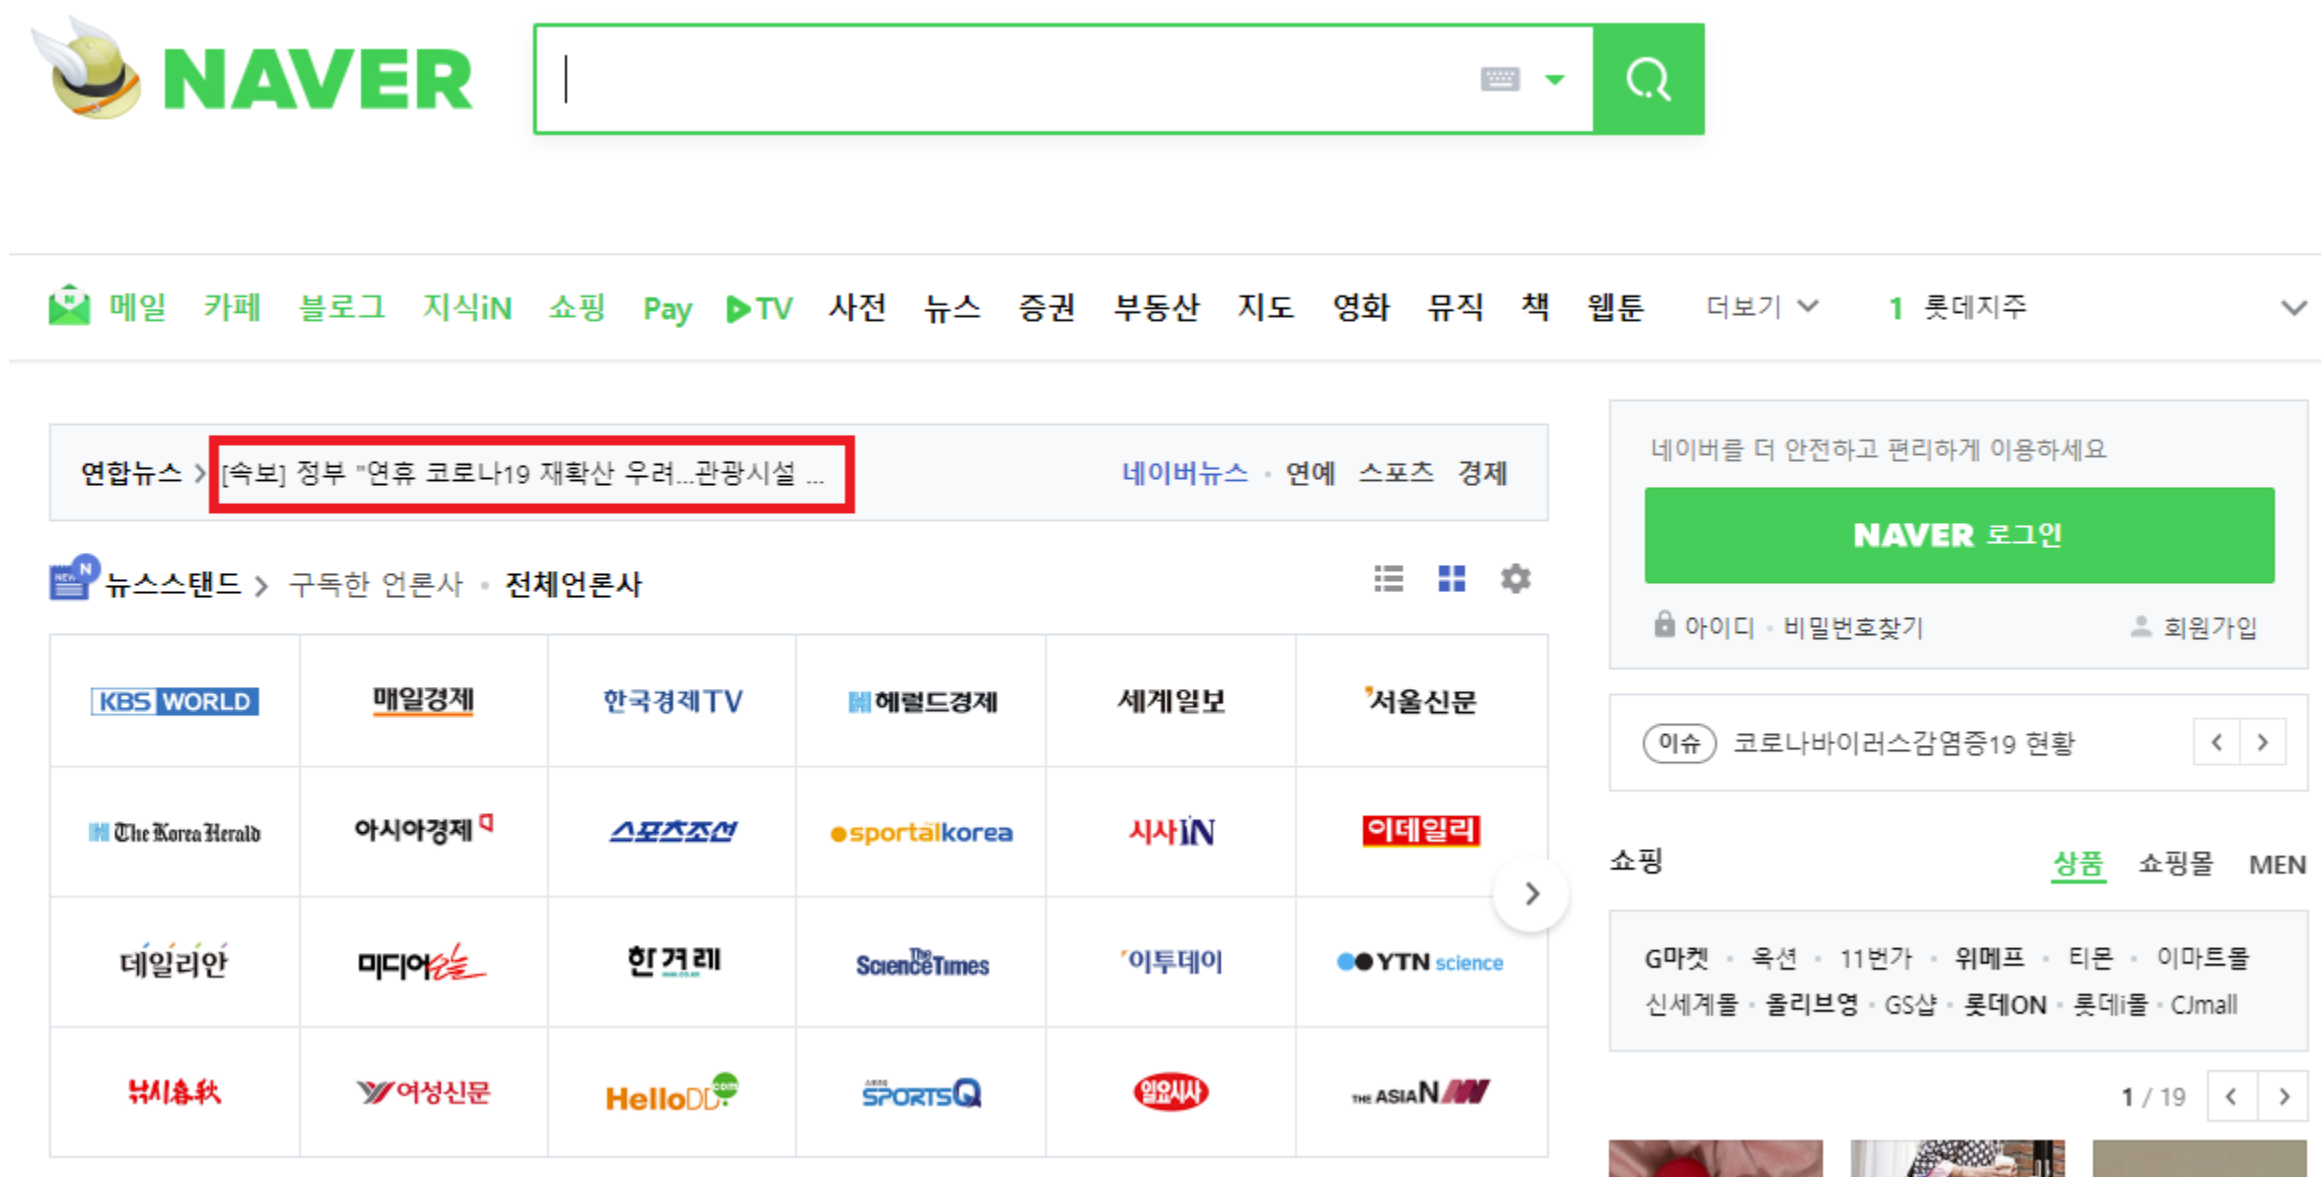 NAVER
메일 카페 블로그 지식iN 쇼핑 Pay TV 사전 뉴스 증권 부동산 지도 영화 뮤직 책 웹툰 더보기 1 롯데지주
연합뉴스 > [속보] 정부 "연휴 코로나19 재확산 우려...관광시설 ...
네이버뉴스 · 연예 스포츠 경제
뉴스스탠드 > 구독한 언론사 · 전체언론사
KBS WORLD 매일경제 한국경제TV 헤럴드경제 세계일보 서울신문
The Korea Herald 아시아경제 스포츠조선 sportalkorea 시사IN 이데일리
데일리안 미디어오늘 한겨레 The Science Times 이투데이 YTN science
낚시春秋 여성신문 HelloDD.com 스포츠Q SPORTSQ 일요시사 THE ASIAN
네이버를 더 안전하고 편리하게 이용하세요
NAVER 로그인
아이디 · 비밀번호찾기 회원가입
이슈 코로나바이러스감염증19 현황 < >
쇼핑 상품 쇼핑몰 MEN
G마켓 · 옥션 · 11번가 · 위메프 · 티몬 · 이마트몰
신세계몰 · 올리브영 · GS샵 · 롯데ON · 롯데i몰 · CJmall
1 / 19 < >